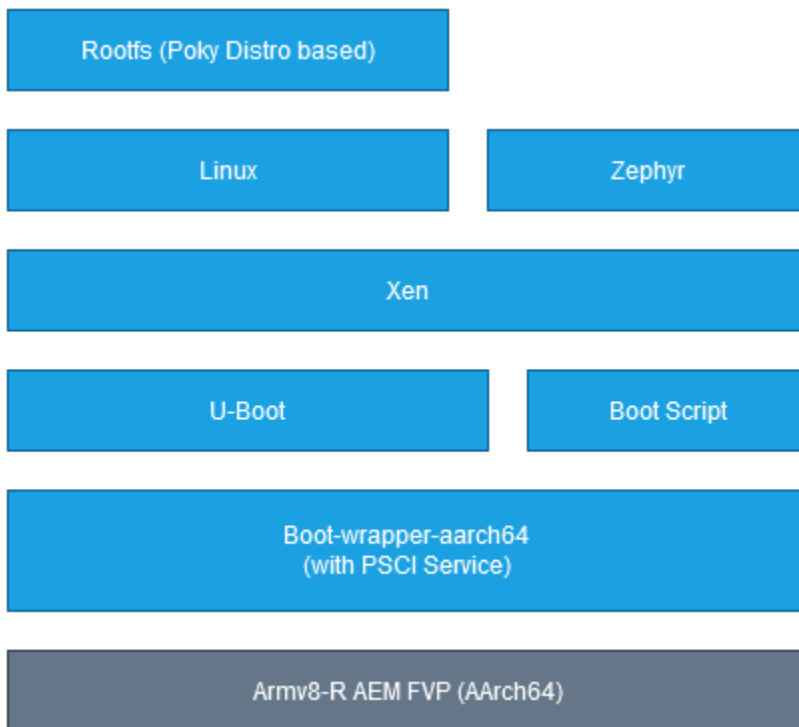 Rootfs (Poky Distro based)
Linux
Zephyr
Xen
U-Boot
Boot Script
Boot-wrapper-aarch64
(with PSCI Service)
Armv8-R AEM FVP (AArch64)